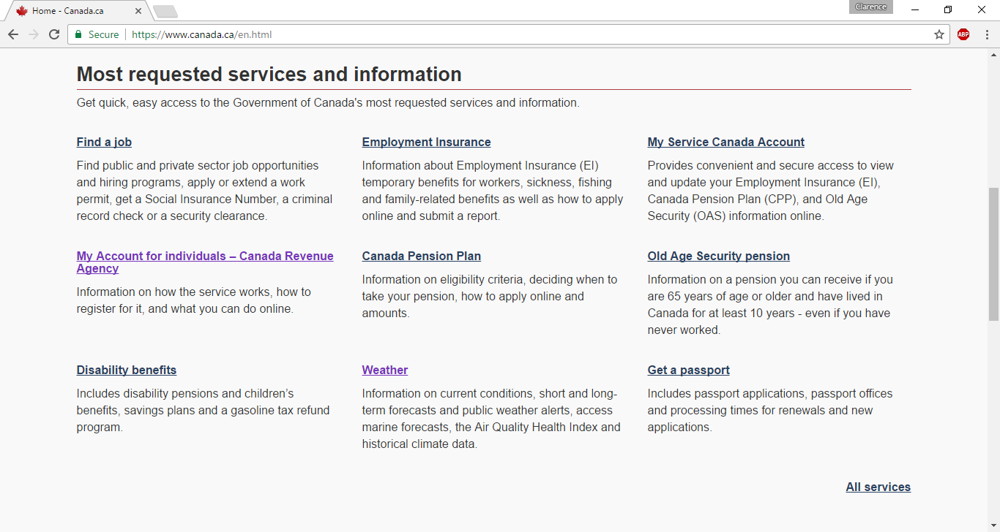 Home - Canada.ca
Clarence
Secure
https://www.canada.ca/en.html
ABP
Most requested services and information
Get quick, easy access to the Government of Canada's most requested services and information.
Find a job
Find public and private sector job opportunities
and hiring programs, apply or extend a work
permit, get a Social Insurance Number, a criminal
record check or a security clearance.
Employment Insurance
Information about Employment Insurance (EI)
temporary benefits for workers, sickness, fishing
and family-related benefits as well as how to apply
online and submit a report.
My Service Canada Account
Provides convenient and secure access to view
and update your Employment Insurance (EI),
Canada Pension Plan (CPP), and Old Age
Security (OAS) information online.
My Account for individuals – Canada Revenue
Agency
Information on how the service works, how to
register for it, and what you can do online.
Canada Pension Plan
Information on eligibility criteria, deciding when to
take your pension, how to apply online and
amounts.
Old Age Security pension
Information on a pension you can receive if you
are 65 years of age or older and have lived in
Canada for at least 10 years - even if you have
never worked.
Disability benefits
Includes disability pensions and children’s
benefits, savings plans and a gasoline tax refund
program.
Weather
Information on current conditions, short and long-
term forecasts and public weather alerts, access
marine forecasts, the Air Quality Health Index and
historical climate data.
Get a passport
Includes passport applications, passport offices
and processing times for renewals and new
applications.
All services